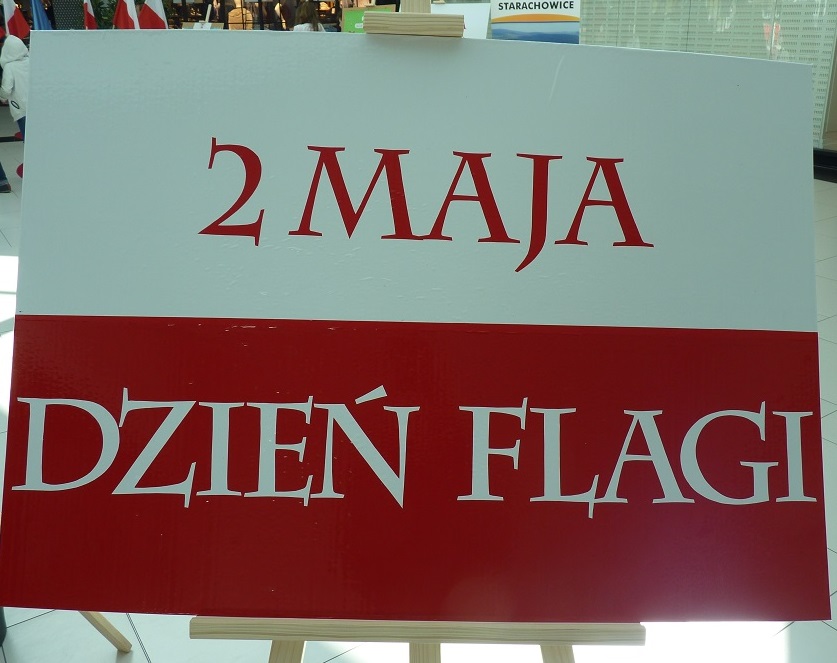 STARACHOWICE
2 MAJA
DZIEŃ FLAGI